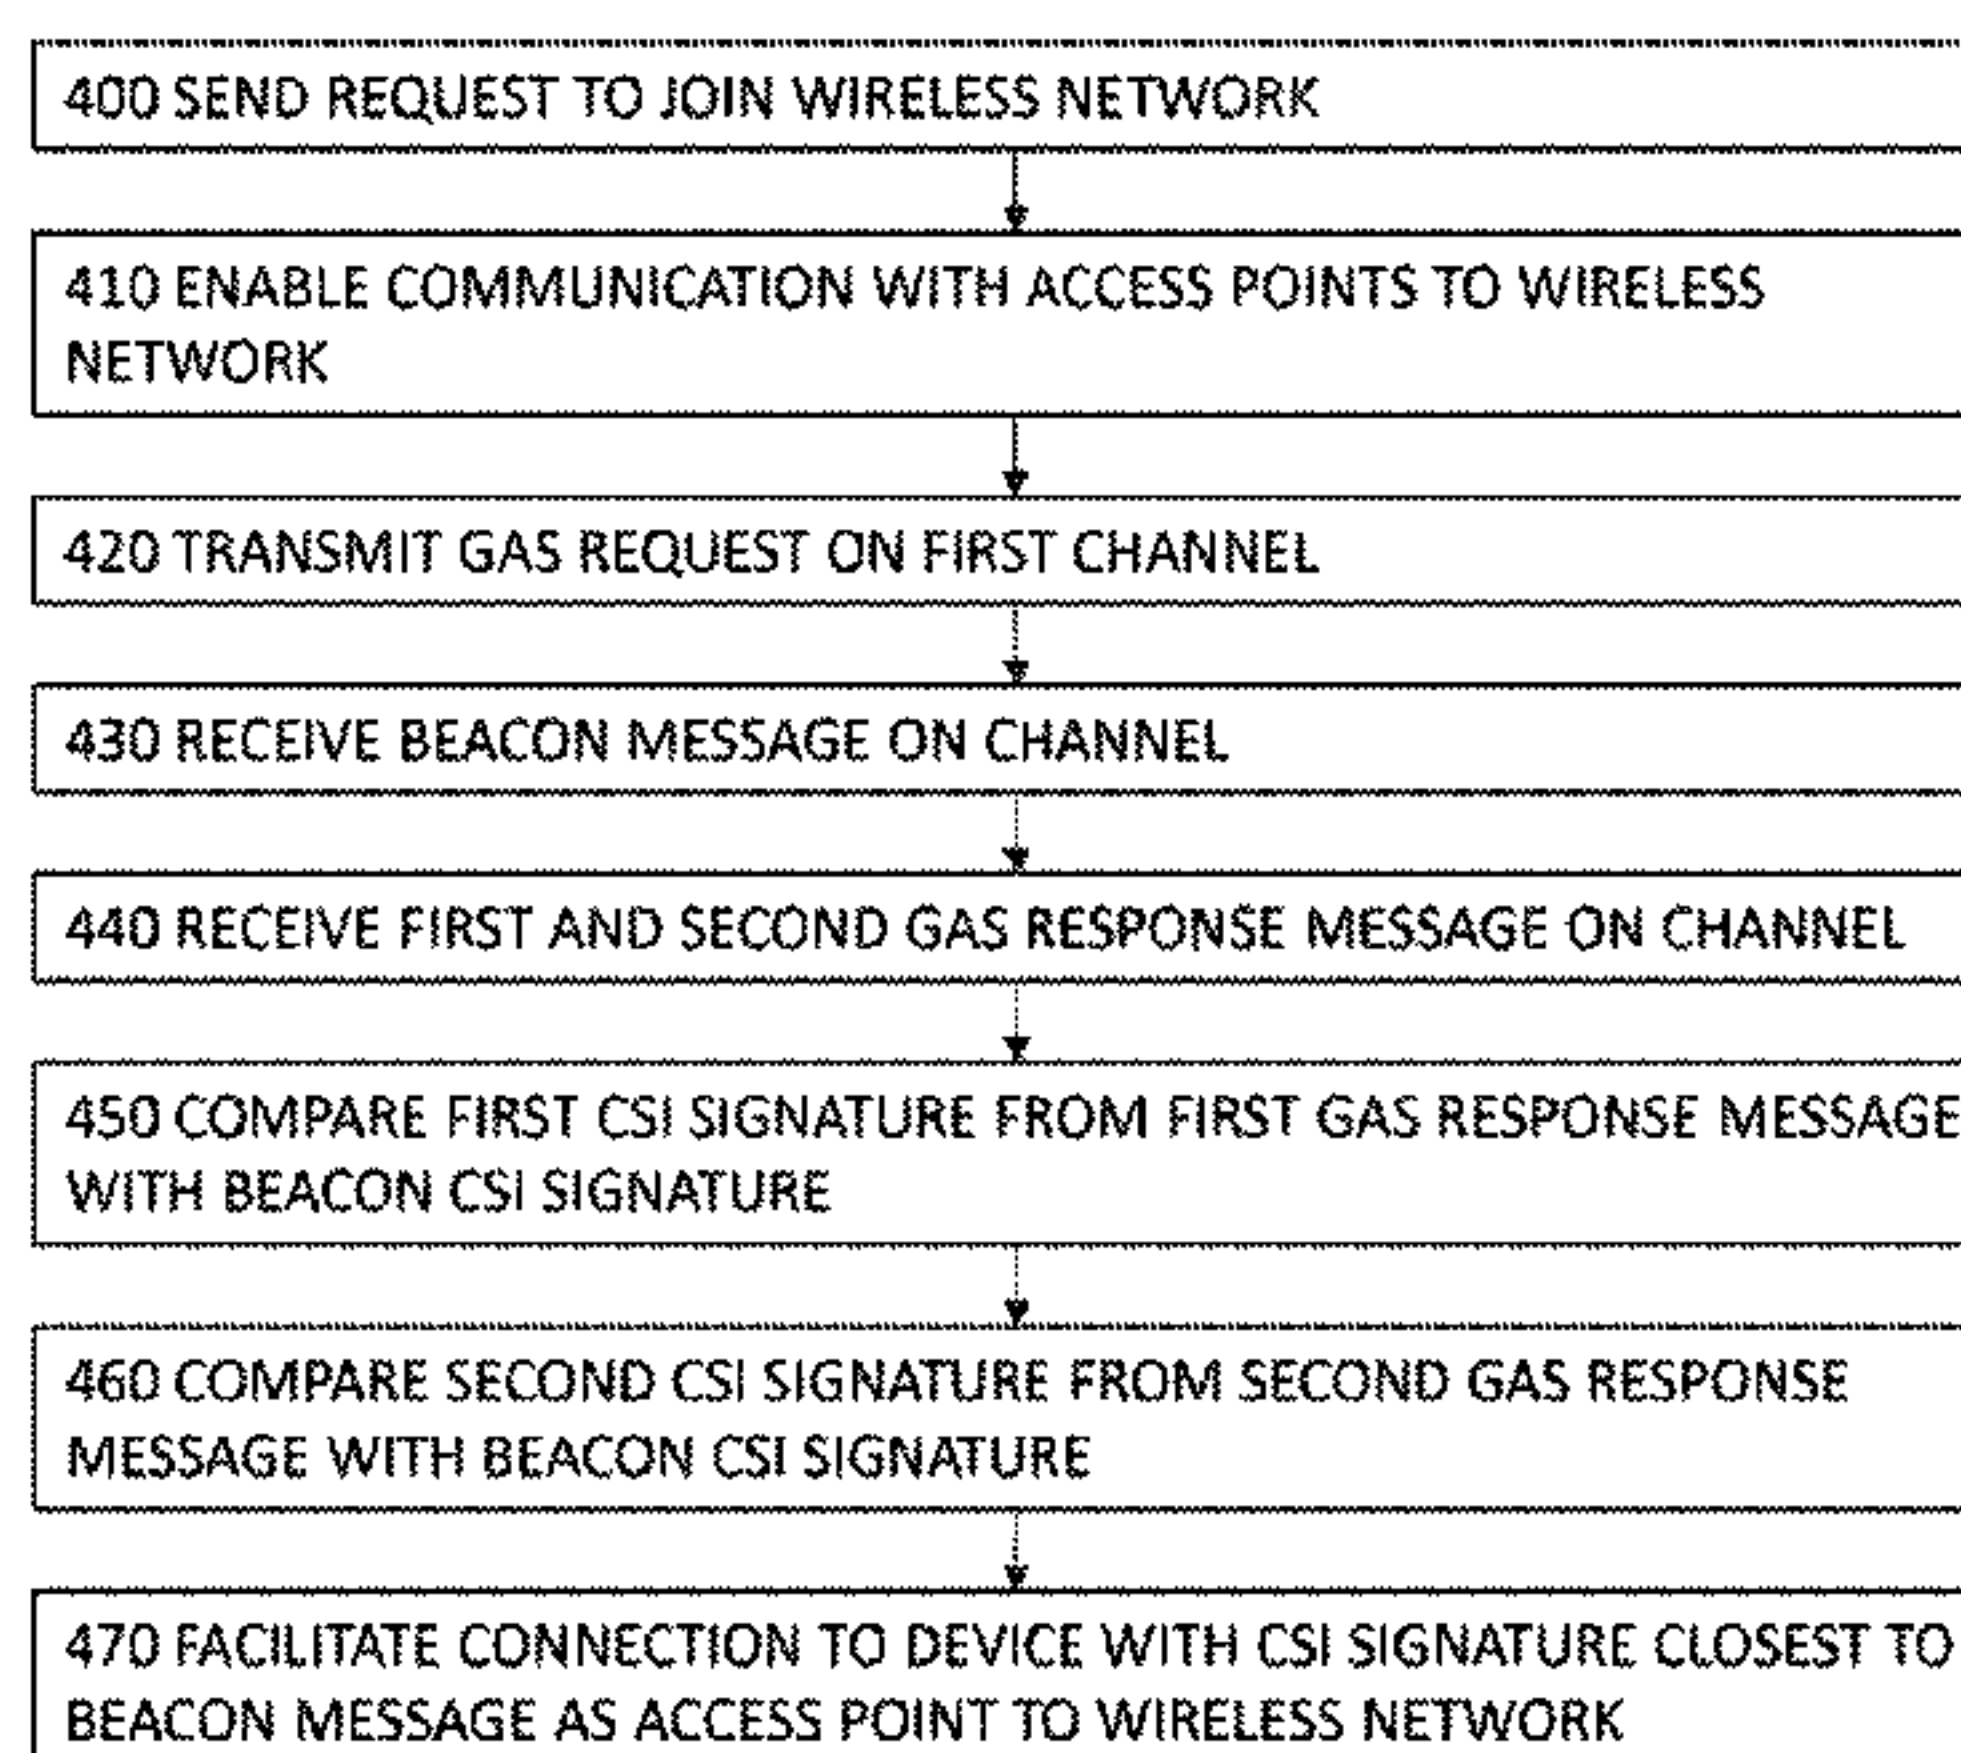 400 SEND REQUEST TO JOIN WIRELESS NETWORK
410 ENABLE COMMUNICATION WITH ACCESS POINTS TO WIRELESS
NETWORK
420 TRANSMIT GAS REQUEST ON FIRST CHANNEL
430 RECEIVE BEACON MESSAGE ON CHANNEL
440 RECEIVE FIRST AND SECOND GAS RESPONSE MESSAGE ON CHANNEL
450 COMPARE FIRST CSI SIGNATURE FROM FIRST GAS RESPONSE MESSAGE
WITH BEACON CSI SIGNATURE
460 COMPARE SECOND CSI SIGNATURE FROM SECOND GAS RESPONSE
MESSAGE WITH BEACON CSI SIGNATURE
470 FACILITATE CONNECTION TO DEVICE WITH CSI SIGNATURE CLOSEST TO
BEACON MESSAGE AS ACCESS POINT TO WIRELESS NETWORK